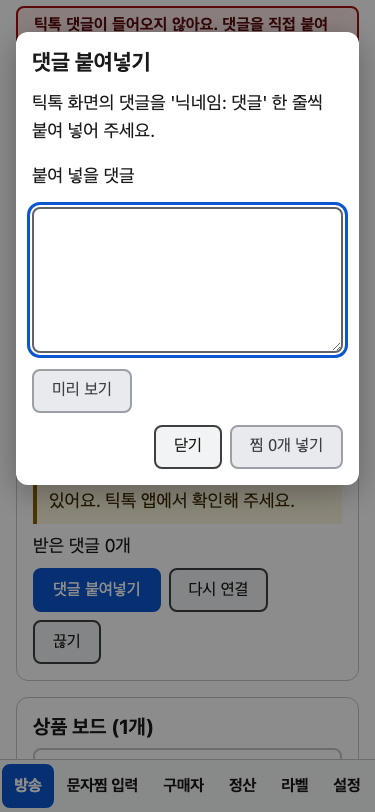 틱톡 댓글이 들어오지 않아요. 댓글을 직접 붙여
댓글 붙여넣기
틱톡 화면의 댓글을 '닉네임: 댓글' 한 줄씩
붙여 넣어 주세요.
붙여 넣을 댓글
미리 보기
닫기 찜 0개 넣기
있어요. 틱톡 앱에서 확인해 주세요.
받은 댓글 0개
댓글 붙여넣기 다시 연결
끊기
상품 보드 (1개)
방송 문자찜 입력 구매자 정산 라벨 설정